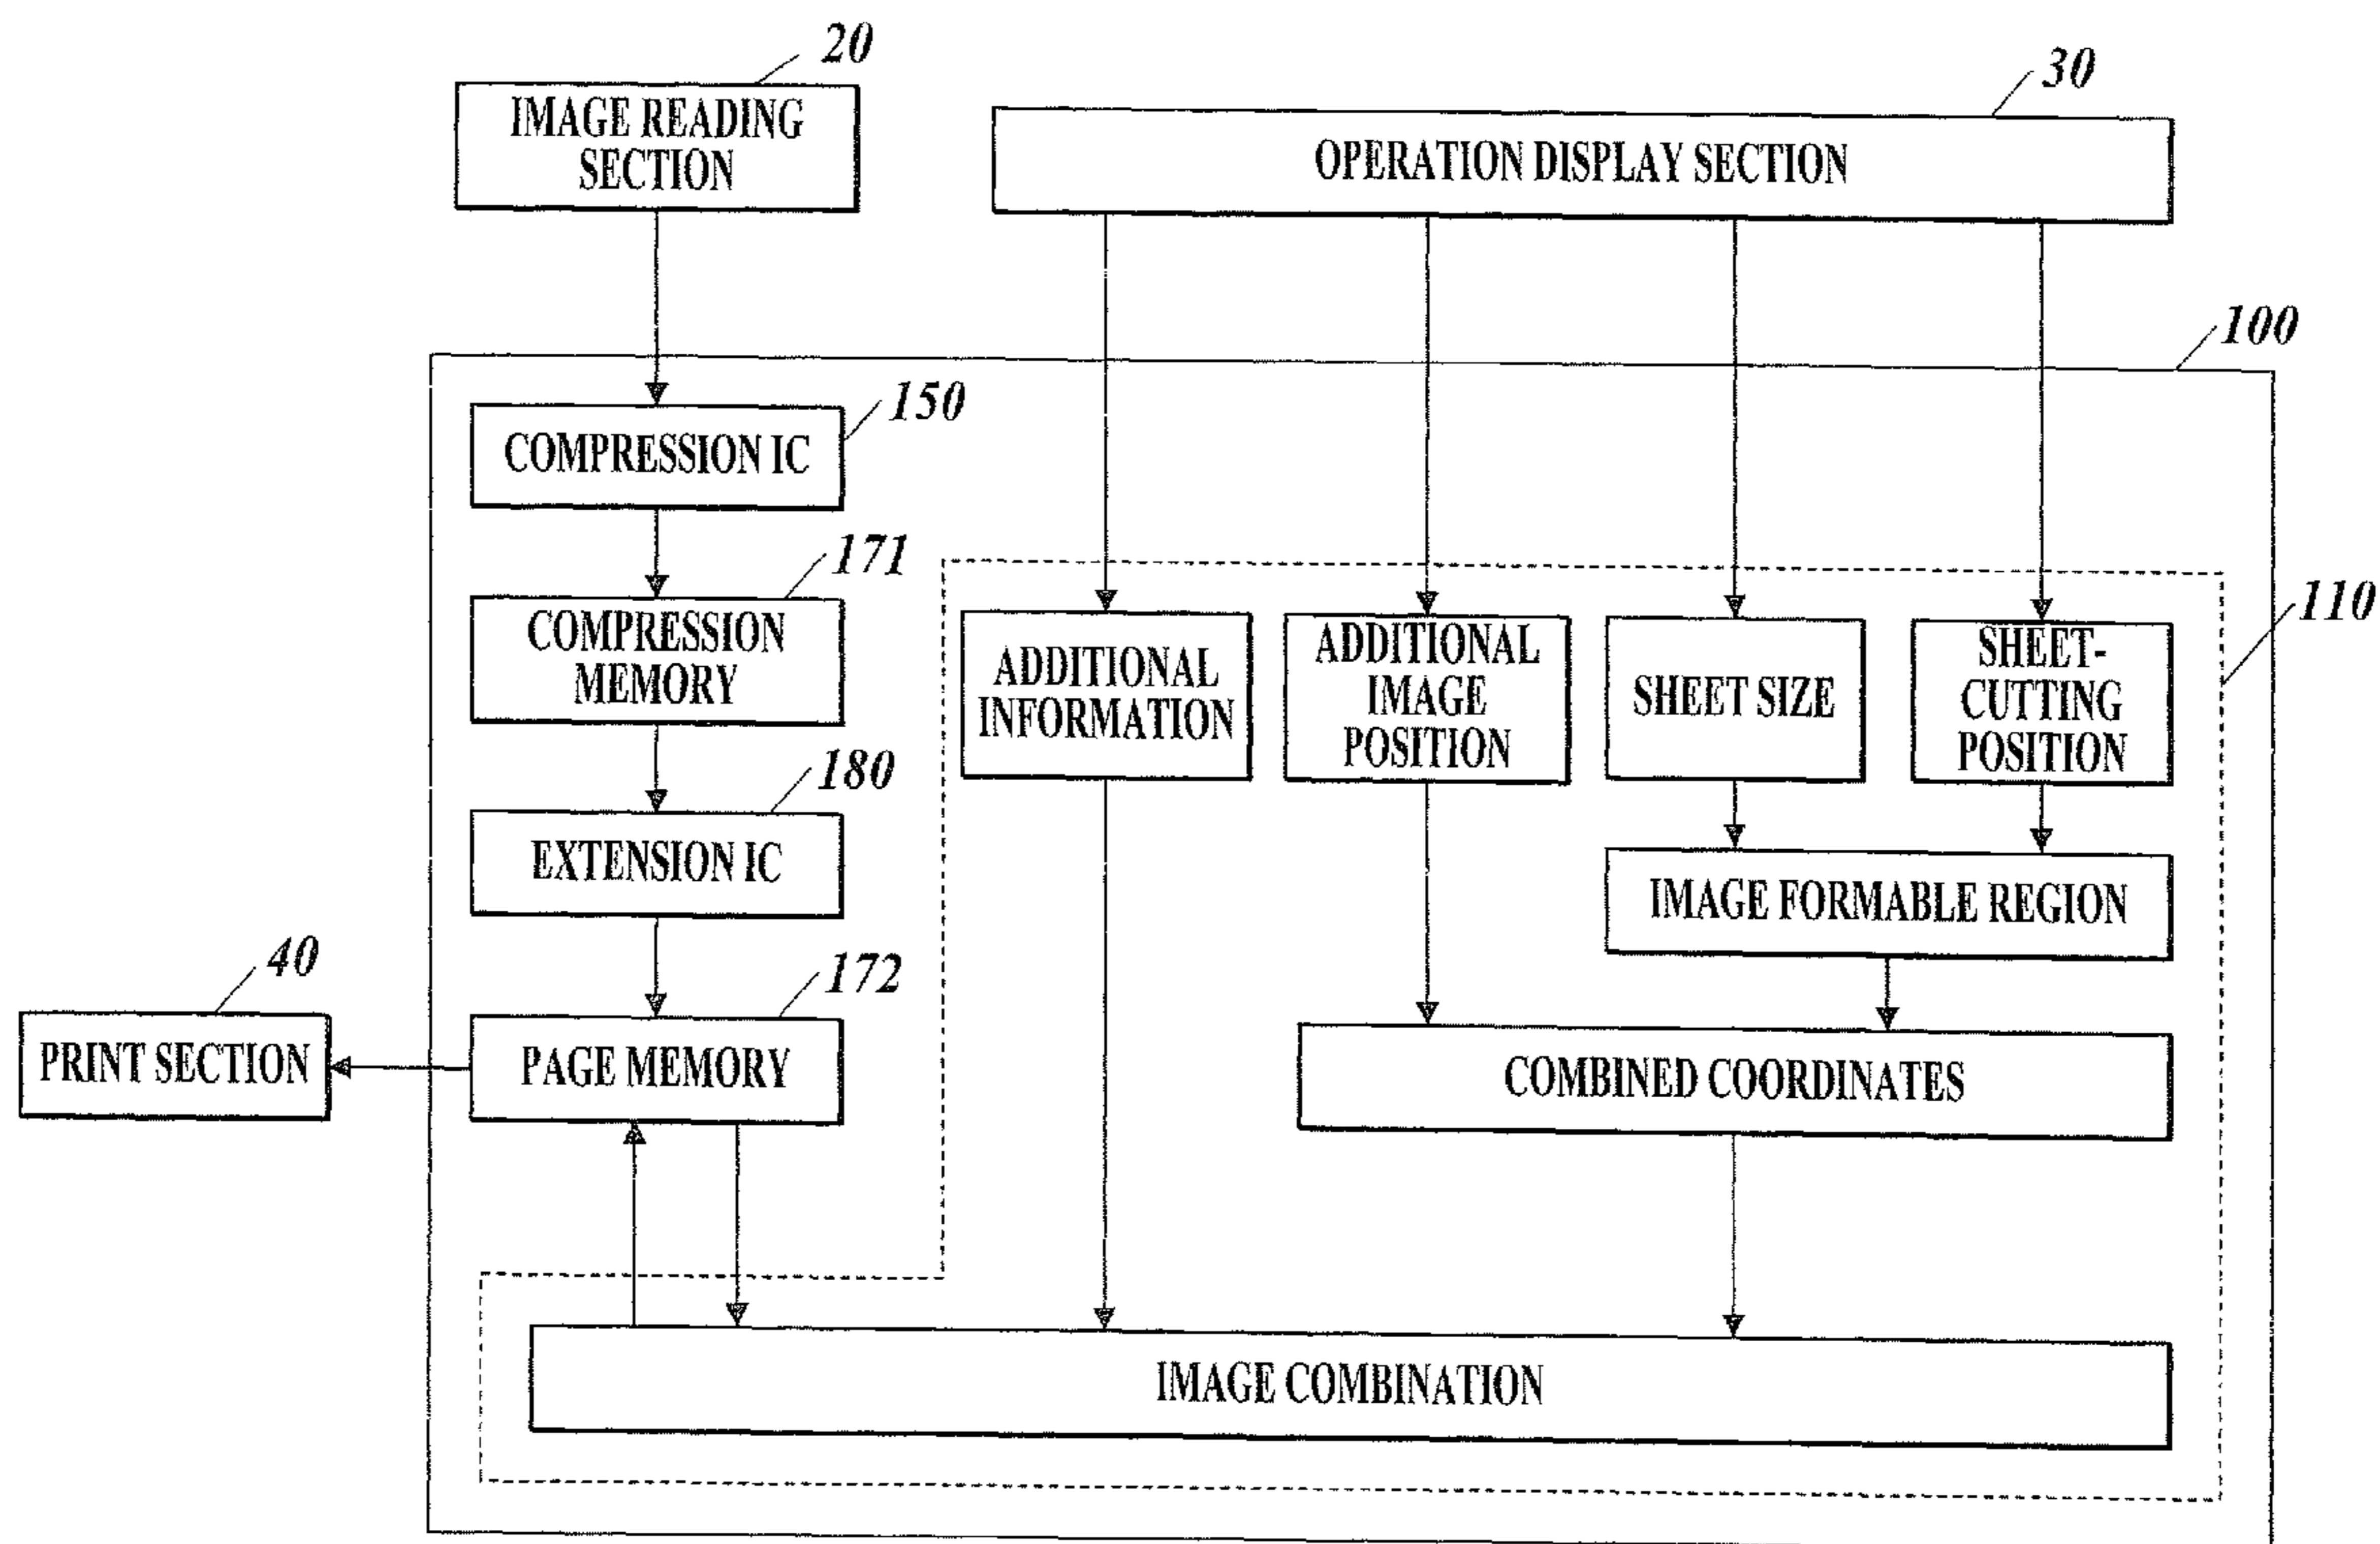 20
IMAGE READING
SECTION
30
OPERATION DISPLAY SECTION
100
150
COMPRESSION IC
171
COMPRESSION
MEMORY
110
ADDITIONAL
INFORMATION
ADDITIONAL
IMAGE
POSITION
SHEET SIZE
SHEET-
CUTTING
POSITION
180
EXTENSION IC
IMAGE FORMABLE REGION
40
PRINT SECTION
172
PAGE MEMORY
COMBINED COORDINATES
IMAGE COMBINATION